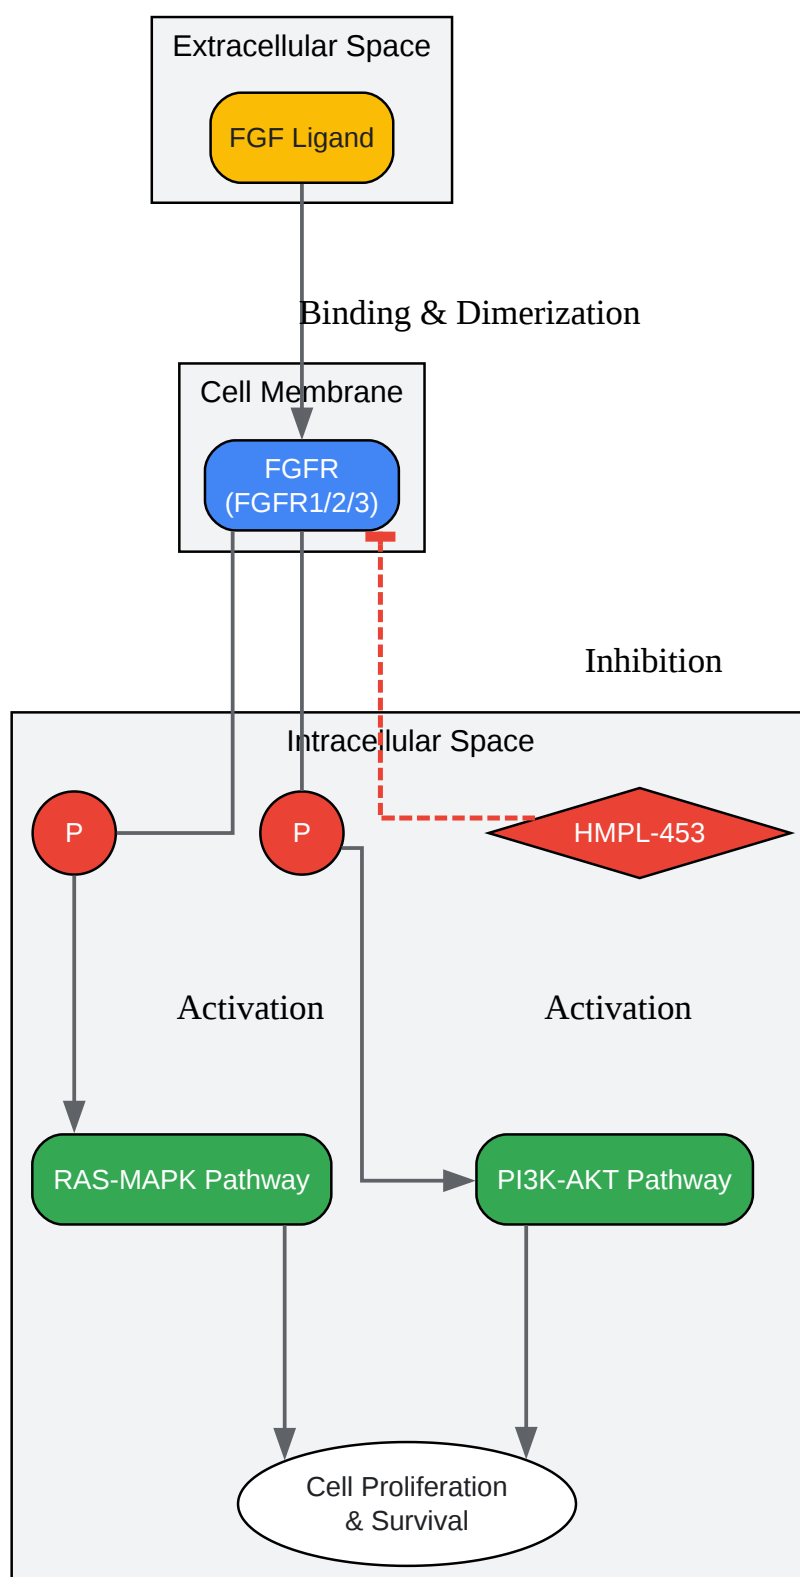 Extracellular Space
FGF Ligand
Binding & Dimerization
Cell Membrane
FGFR
(FGFR1/2/3)
Inhibition
Intracellular Space
P
P
HMPL-453
Activation
Activation
RAS-MAPK Pathway
PI3K-AKT Pathway
Cell Proliferation
& Survival